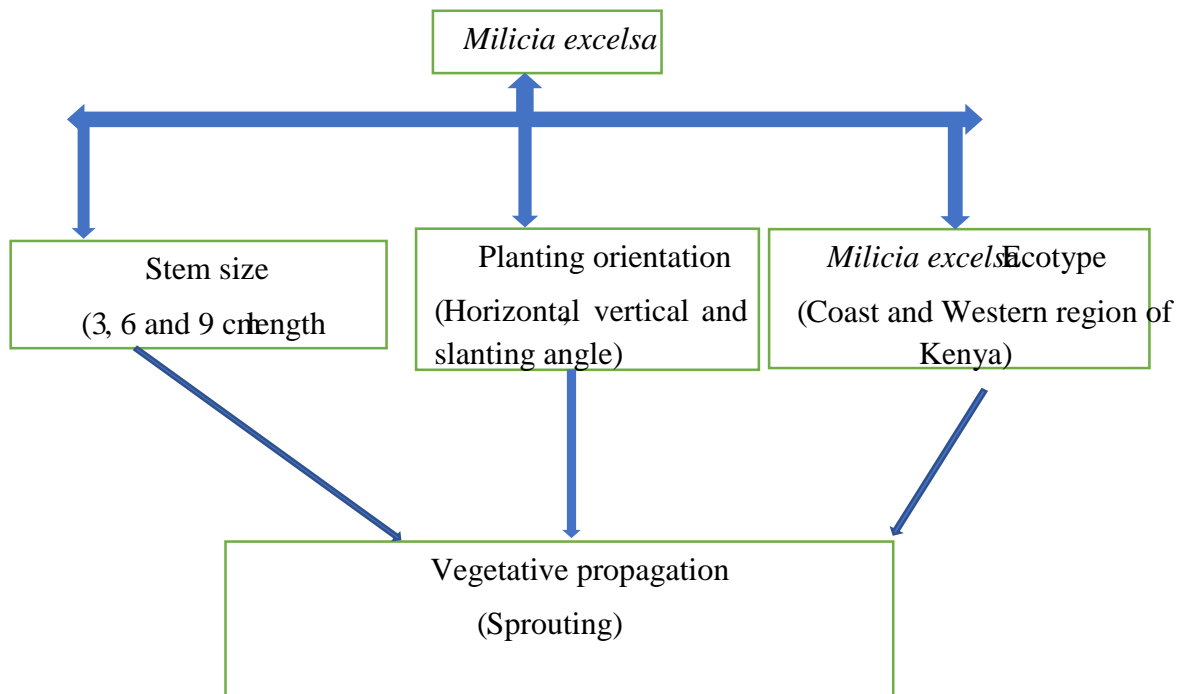 Milicia excelsa
Stem size
(3, 6 and 9 cm length
Planting orientation
(Horizontal, vertical and
slanting angle)
Milicia excelsa Ecotype
(Coast and Western region of
Kenya)
Vegetative propagation
(Sprouting)